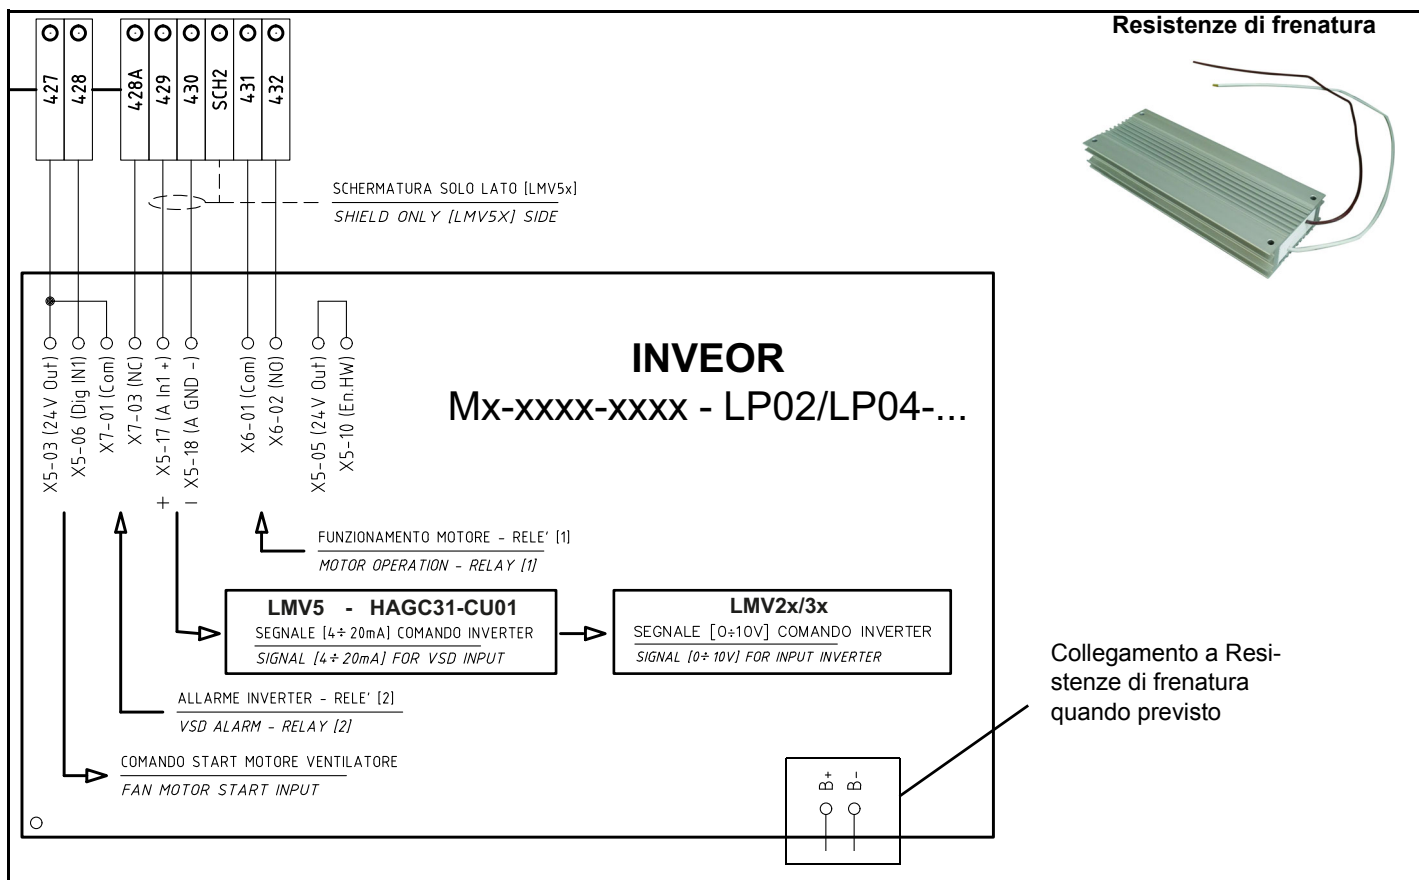 Resistenze di frenatura
427
428
428A
429
430
SCH2
431
432
SCHERMATURA SOLO LATO [LMV5x]
SHIELD ONLY [LMV5X] SIDE
X5-03 (24V Out)
X5-06 (Dig IN1)
X7-01 (Com)
X7-03 (NC)
+ X5-17 (A In1 +)
- X5-18 (A GND -)
X6-01 (Com)
X6-02 (NO)
X5-05 (24V Out)
X5-10 (En.HW)
INVEOR
Mx-xxxx-xxxx - LP02/LP04-...
FUNZIONAMENTO MOTORE - RELE' [1]
MOTOR OPERATION - RELAY [1]
LMV5 - HAGC31-CU01
SEGNALE [4÷20mA] COMANDO INVERTER
SIGNAL [4÷20mA] FOR VSD INPUT
LMV2x/3x
SEGNALE [0÷10V] COMANDO INVERTER
SIGNAL [0÷10V] FOR INPUT INVERTER
ALLARME INVERTER - RELE' [2]
VSD ALARM - RELAY [2]
COMANDO START MOTORE VENTILATORE
FAN MOTOR START INPUT
B+
B-
Collegamento a Resi-
stenze di frenatura
quando previsto